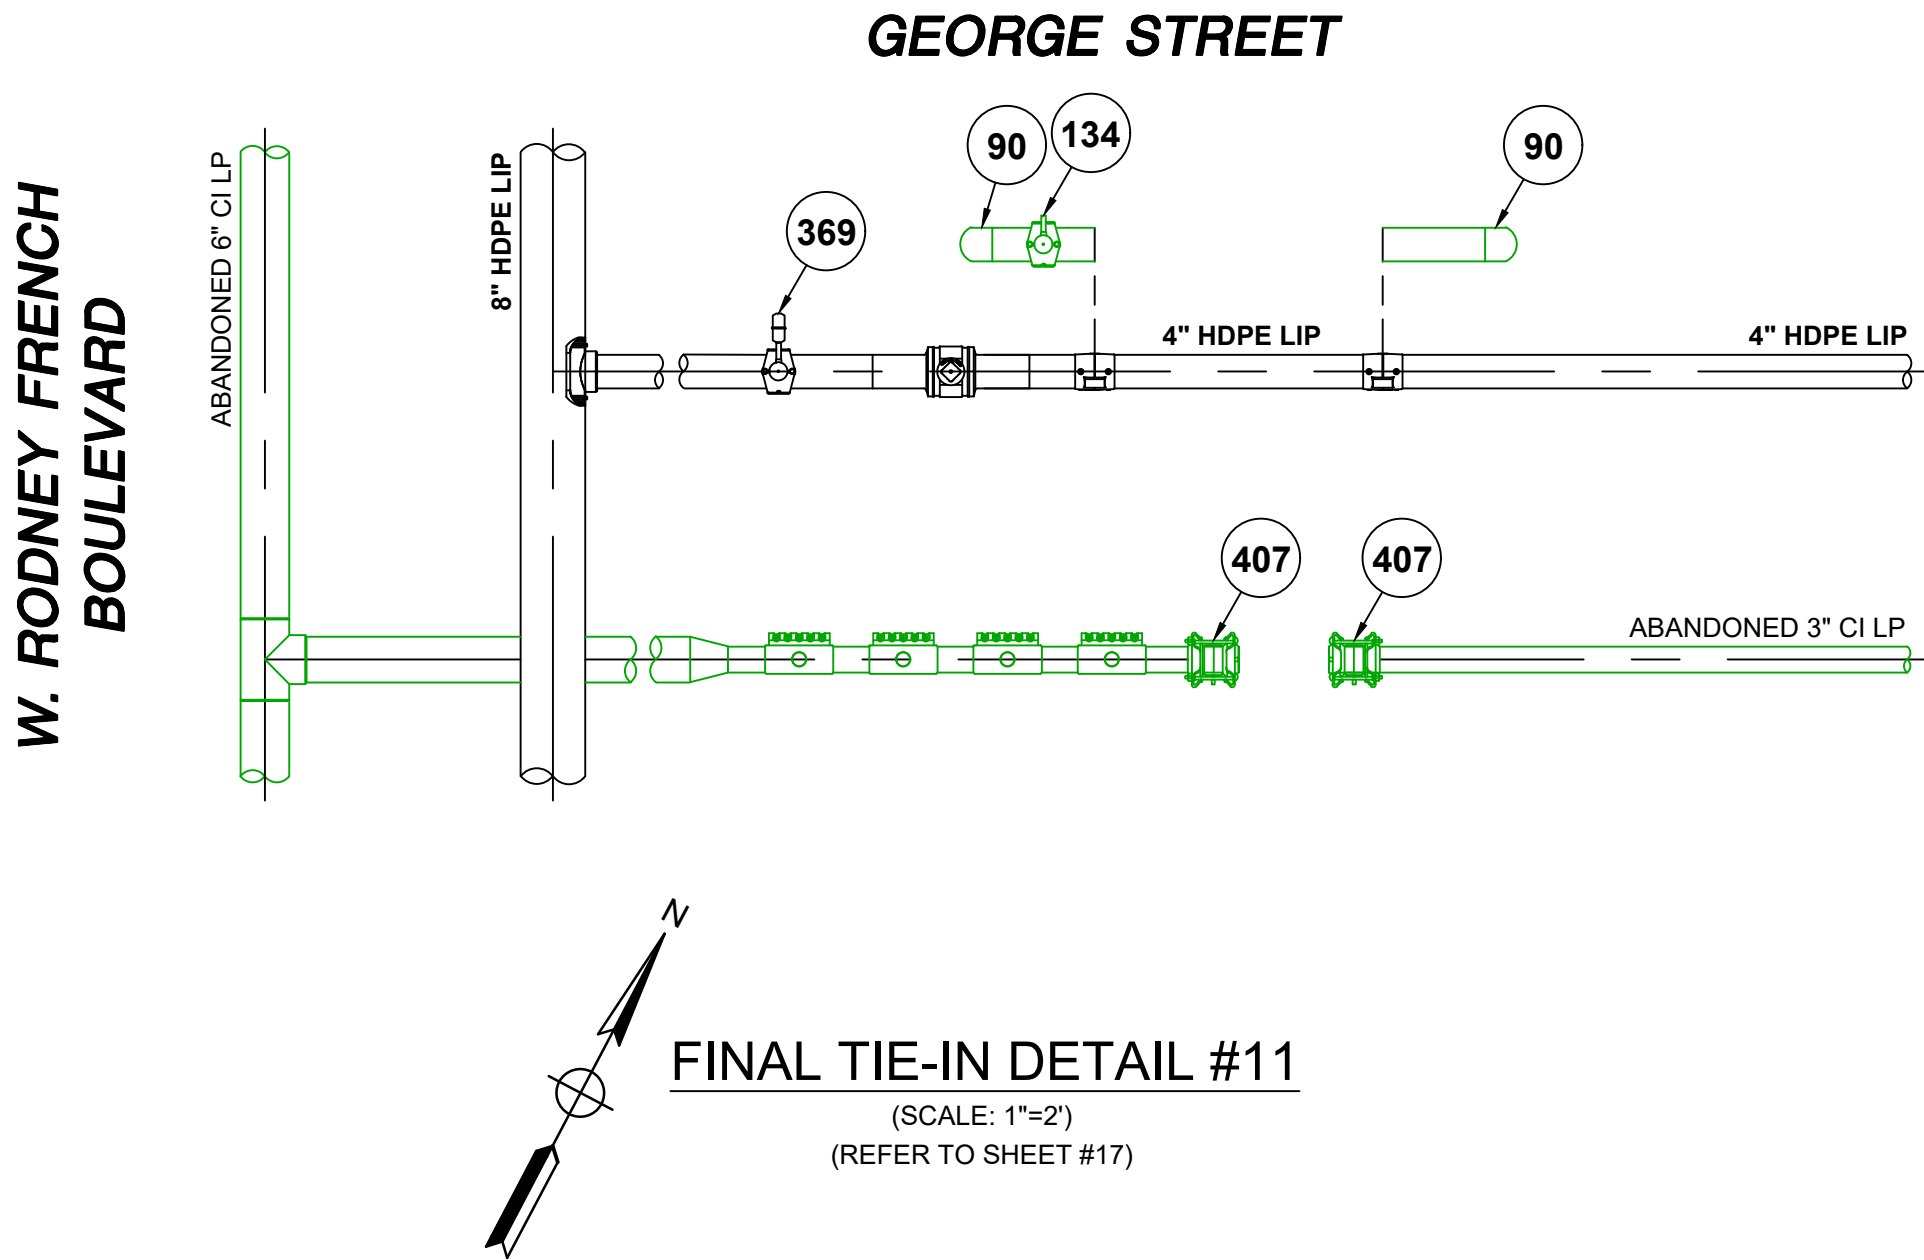 GEORGE STREET
W. RODNEY FRENCH
BOULEVARD
ABANDONED 6" CI LP
8" HDPE LIP
90
134
90
369
4" HDPE LIP
4" HDPE LIP
407
407
ABANDONED 3" CI LP
N
FINAL TIE-IN DETAIL #11
(SCALE: 1"=2')
(REFER TO SHEET #17)